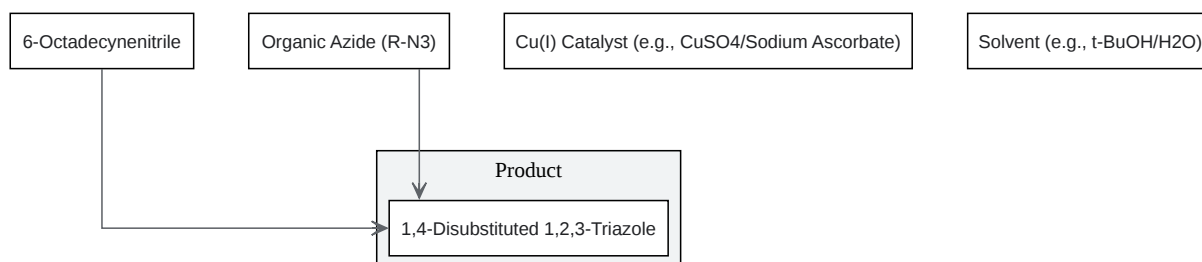 6-Octadecynenitrile
Organic Azide (R-N3)
Cu(I) Catalyst (e.g., CuSO4/Sodium Ascorbate)
Solvent (e.g., t-BuOH/H2O)
Product
1,4-Disubstituted 1,2,3-Triazole